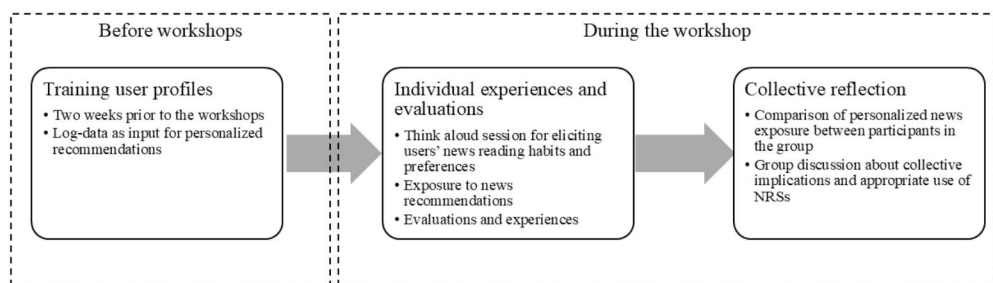 Before workshops
During the workshop
Training user profiles
• Two weeks prior to the workshops
• Log-data as input for personalized
recommendations
Individual experiences and
evaluations
• Think aloud session for eliciting
users' news reading habits and
preferences
• Exposure to news
recommendations
• Evaluations and experiences
Collective reflection
• Comparison of personalized news
exposure between participants in
the group
• Group discussion about collective
implications and appropriate use of
NRSs